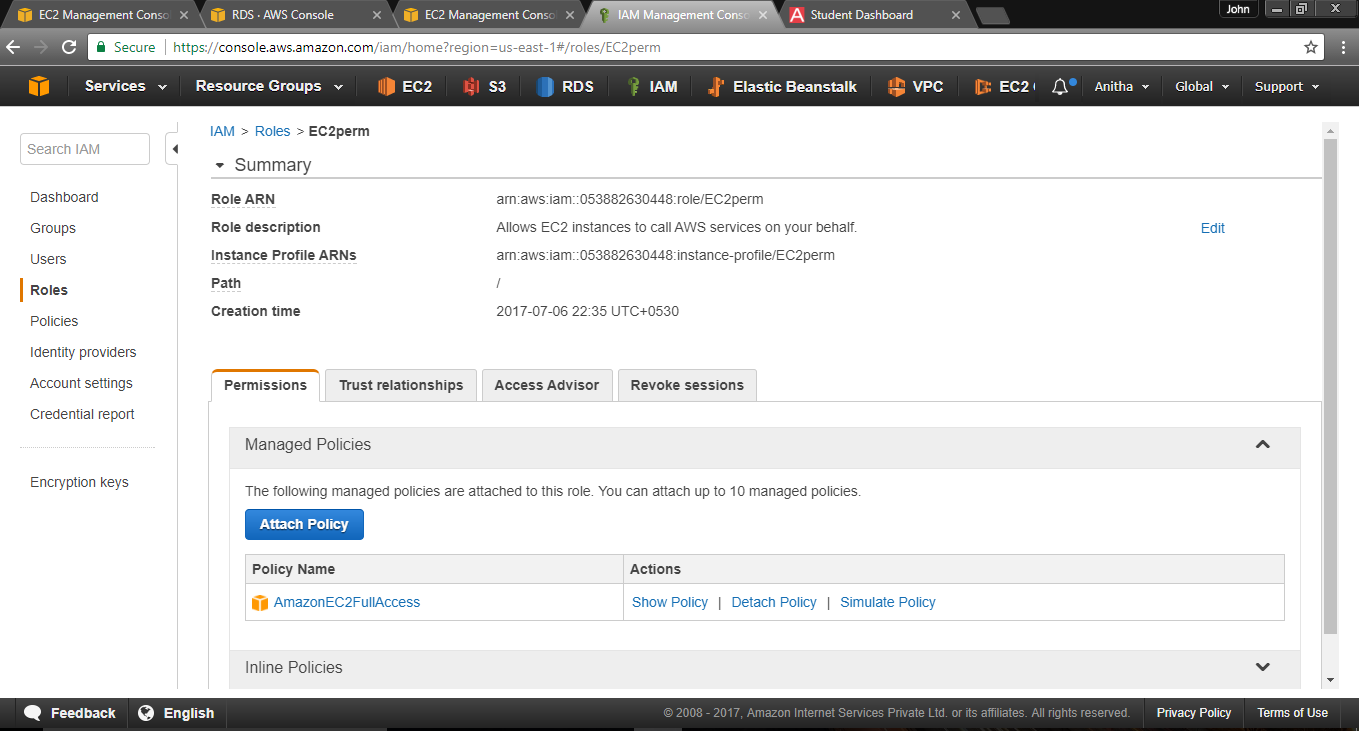 EC2 Management Conso
RDS · AWS Console
EC2 Management Conso
IAM Management Conso
Student Dashboard
John
Secure
https://console.aws.amazon.com/iam/home?region=us-east-1#/roles/EC2perm
Services
Resource Groups
EC2
S3
RDS
IAM
Elastic Beanstalk
VPC
EC2
Anitha
Global
Support
Search IAM
Dashboard
Groups
Users
Roles
Policies
Identity providers
Account settings
Credential report
Encryption keys
IAM > Roles > EC2perm
Summary
Role ARN arn:aws:iam::053882630448:role/EC2perm
Role description Allows EC2 instances to call AWS services on your behalf. Edit
Instance Profile ARNs arn:aws:iam::053882630448:instance-profile/EC2perm
Path /
Creation time 2017-07-06 22:35 UTC+0530
Permissions
Trust relationships
Access Advisor
Revoke sessions
Managed Policies
The following managed policies are attached to this role. You can attach up to 10 managed policies.
Attach Policy
Policy Name Actions
AmazonEC2FullAccess Show Policy | Detach Policy | Simulate Policy
Inline Policies
Feedback
English
© 2008 - 2017, Amazon Internet Services Private Ltd. or its affiliates. All rights reserved.
Privacy Policy
Terms of Use